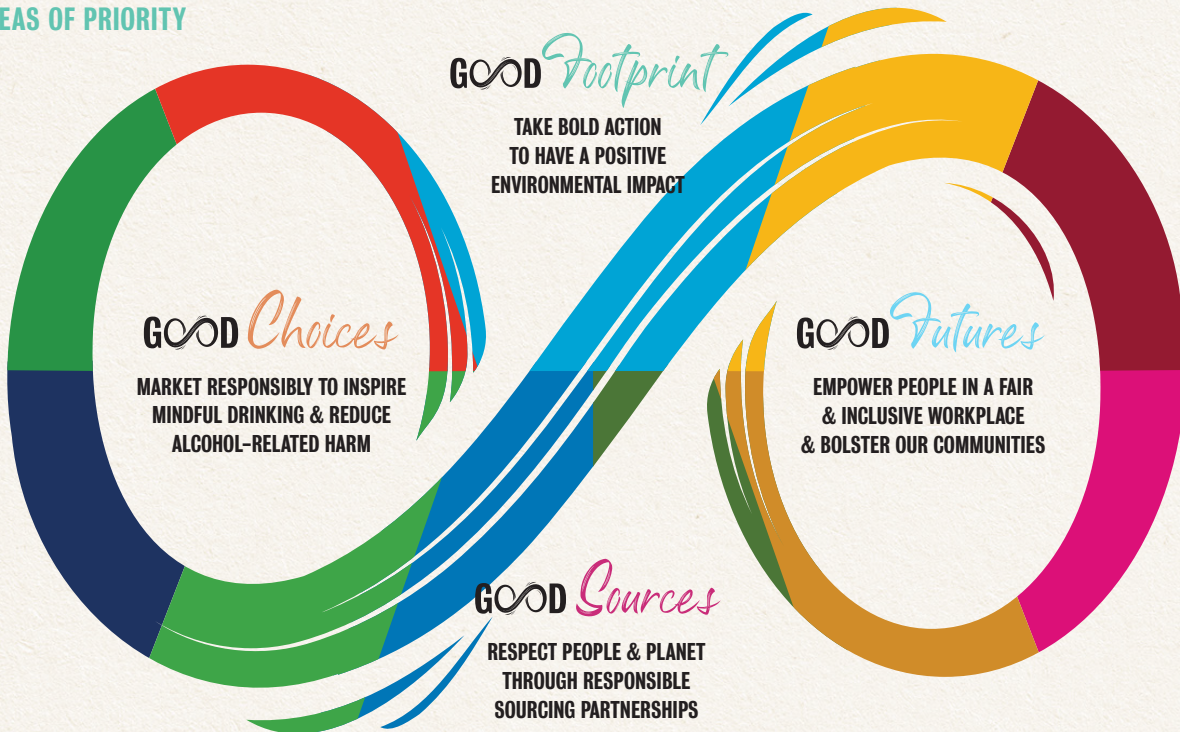 EAS OF PRIORITY
GOOD Footprint
TAKE BOLD ACTION
TO HAVE A POSITIVE
ENVIRONMENTAL IMPACT
GOOD Choices
MARKET RESPONSIBLY TO INSPIRE
MINDFUL DRINKING & REDUCE
ALCOHOL-RELATED HARM
GOOD Futures
EMPOWER PEOPLE IN A FAIR
& INCLUSIVE WORKPLACE
& BOLSTER OUR COMMUNITIES
GOOD Sources
RESPECT PEOPLE & PLANET
THROUGH RESPONSIBLE
SOURCING PARTNERSHIPS